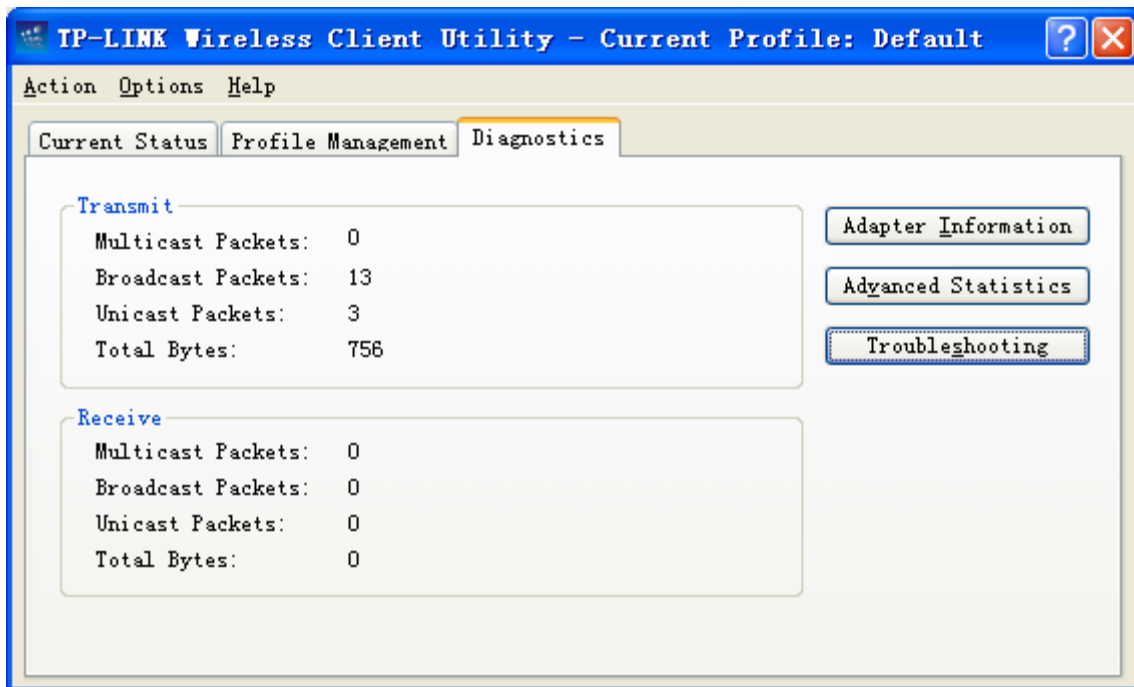 TP-LINK Wireless Client Utility - Current Profile: Default
Action Options Help
Current Status Profile Management Diagnostics
Transmit
Multicast Packets: 0
Broadcast Packets: 13
Unicast Packets: 3
Total Bytes: 756
Adapter Information
Advanced Statistics
Troubleshooting
Receive
Multicast Packets: 0
Broadcast Packets: 0
Unicast Packets: 0
Total Bytes: 0